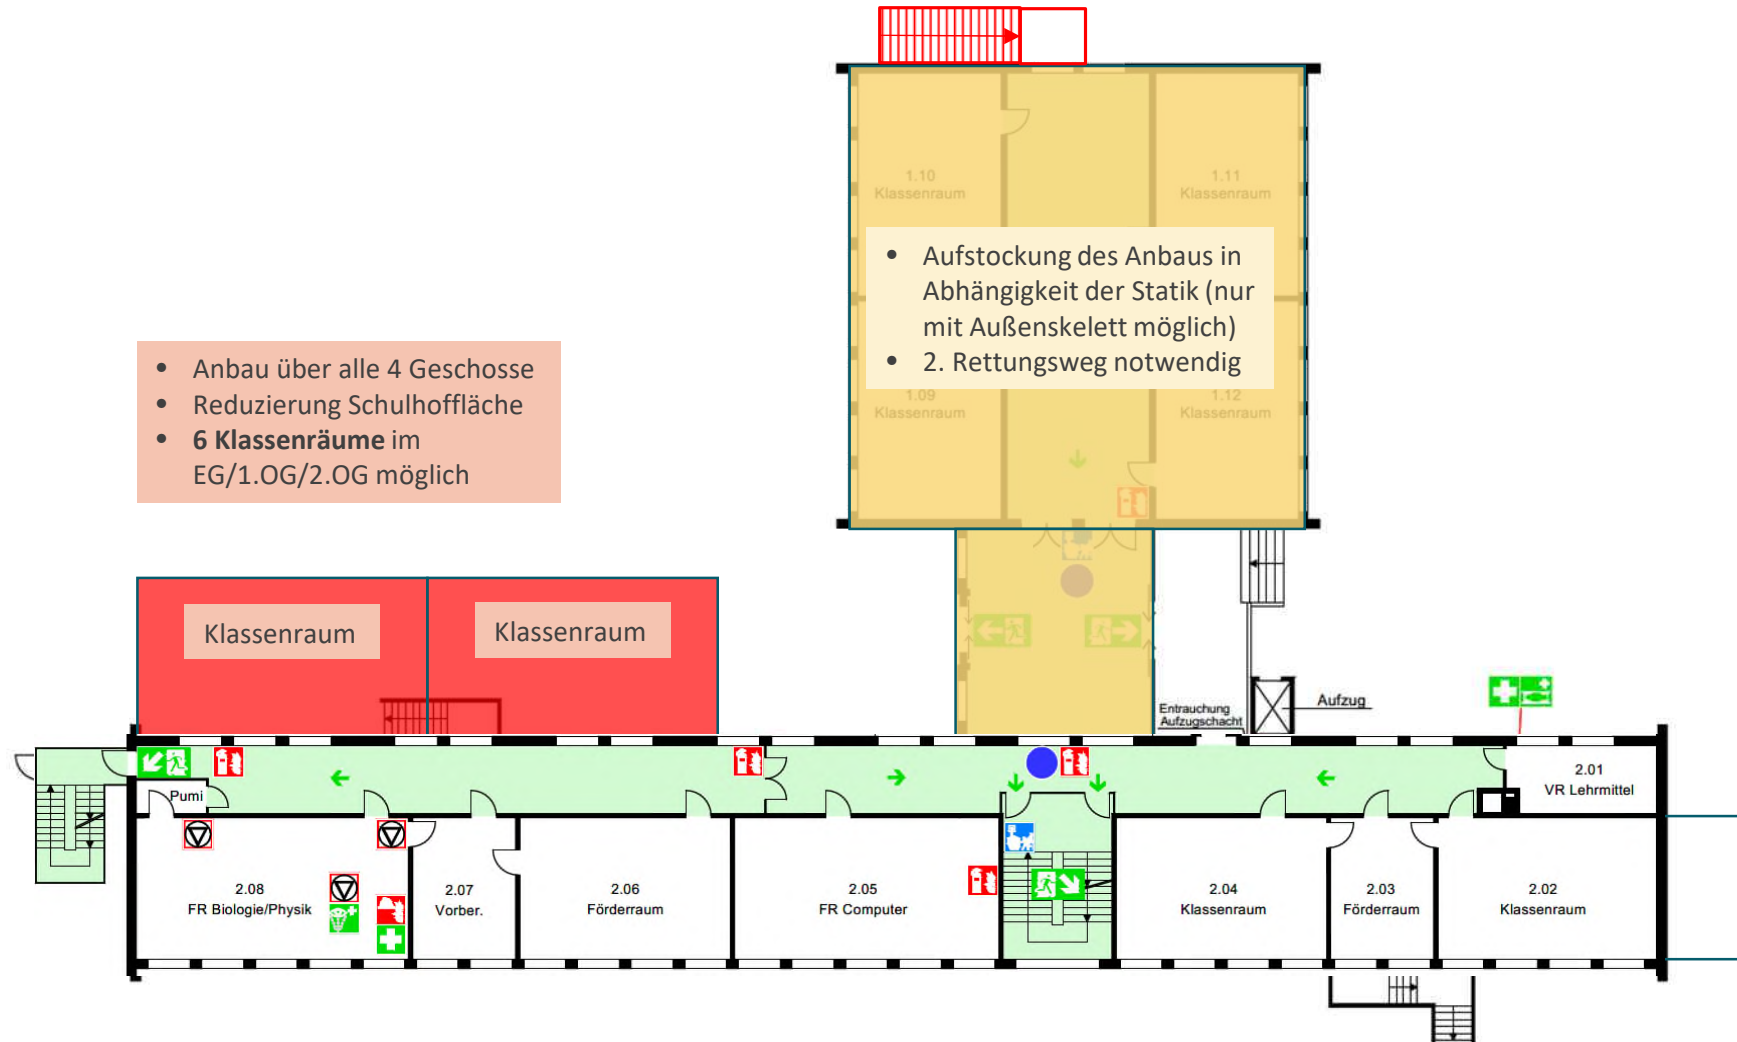 1.10
Klassenraum
1.11
Klassenraum
• Aufstockung des Anbaus in
Abhängigkeit der Statik (nur
mit Außenskelett möglich)
• 2. Rettungsweg notwendig
1.09
Klassenraum
1.12
Klassenraum
• Anbau über alle 4 Geschosse
• Reduzierung Schulhoffläche
• 6 Klassenräume im
EG/1.OG/2.OG möglich
Klassenraum
Klassenraum
Entrauchung
Aufzugschacht
Aufzug
Pumi
2.01
VR Lehrmittel
2.08
FR Biologie/Physik
2.07
Vorber.
2.06
Förderraum
2.05
FR Computer
2.04
Klassenraum
2.03
Förderraum
2.02
Klassenraum